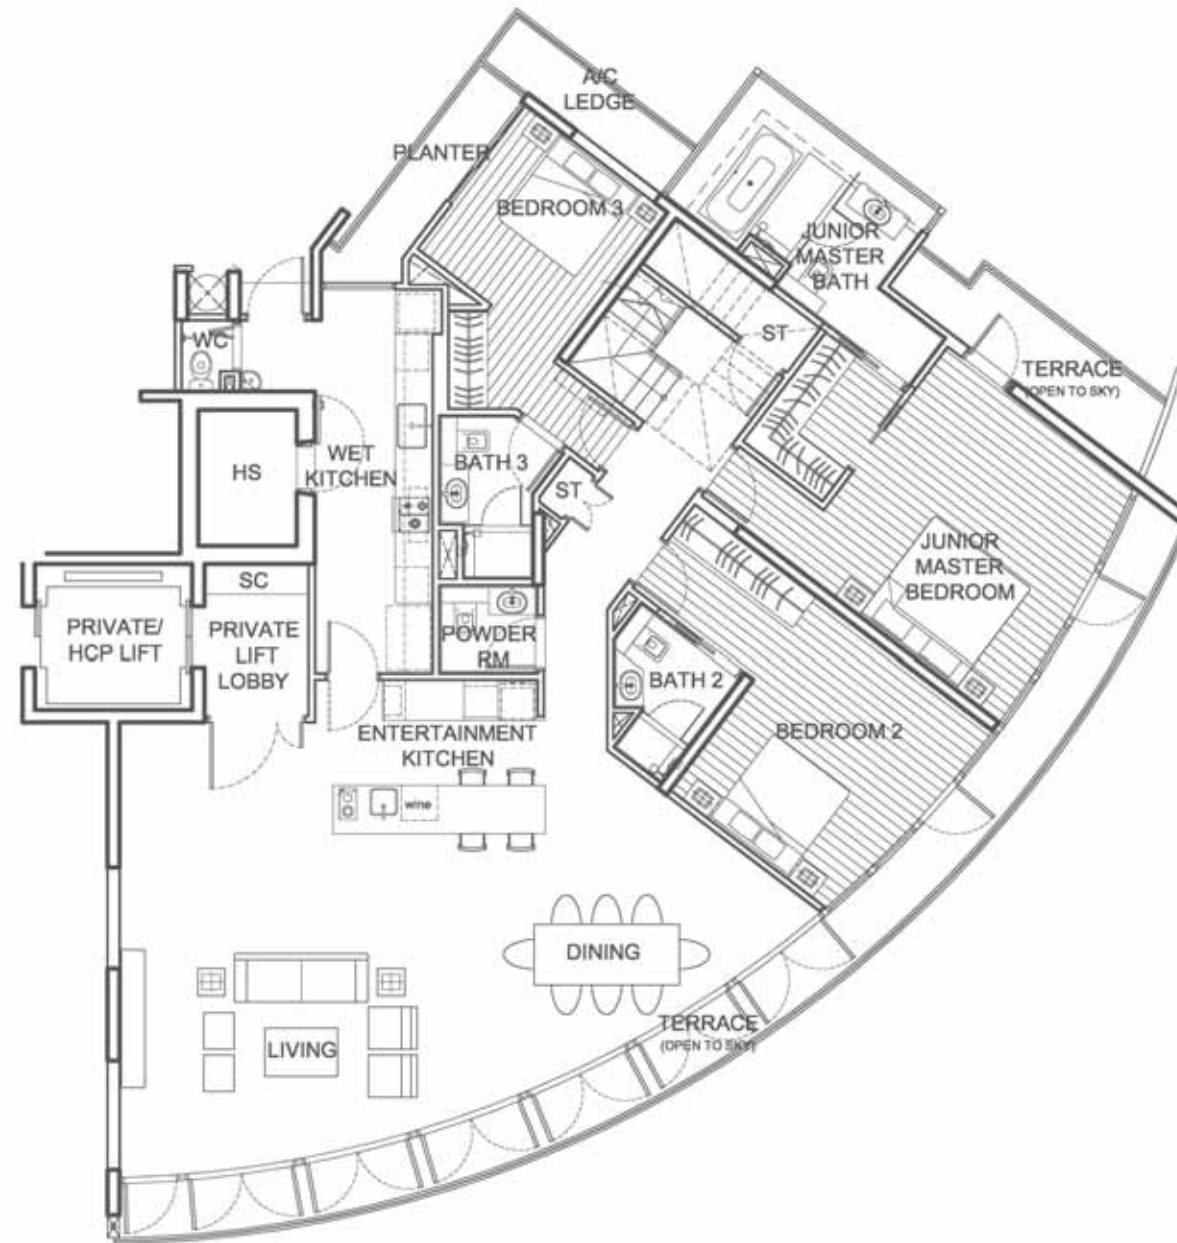 A/C
LEDGE
PLANTER
BEDROOM 3
JUNIOR
MASTER
BATH
ST
WC
TERRACE
(OPEN TO SKY)
HS
WET
KITCHEN
BATH 3
ST
JUNIOR
MASTER
BEDROOM
SC
PRIVATE/
HCP LIFT
PRIVATE
LIFT
LOBBY
POWDER
RM
BATH 2
ENTERTAINMENT
KITCHEN
BEDROOM 2
wine
DINING
LIVING
TERRACE
(OPEN TO SKY)